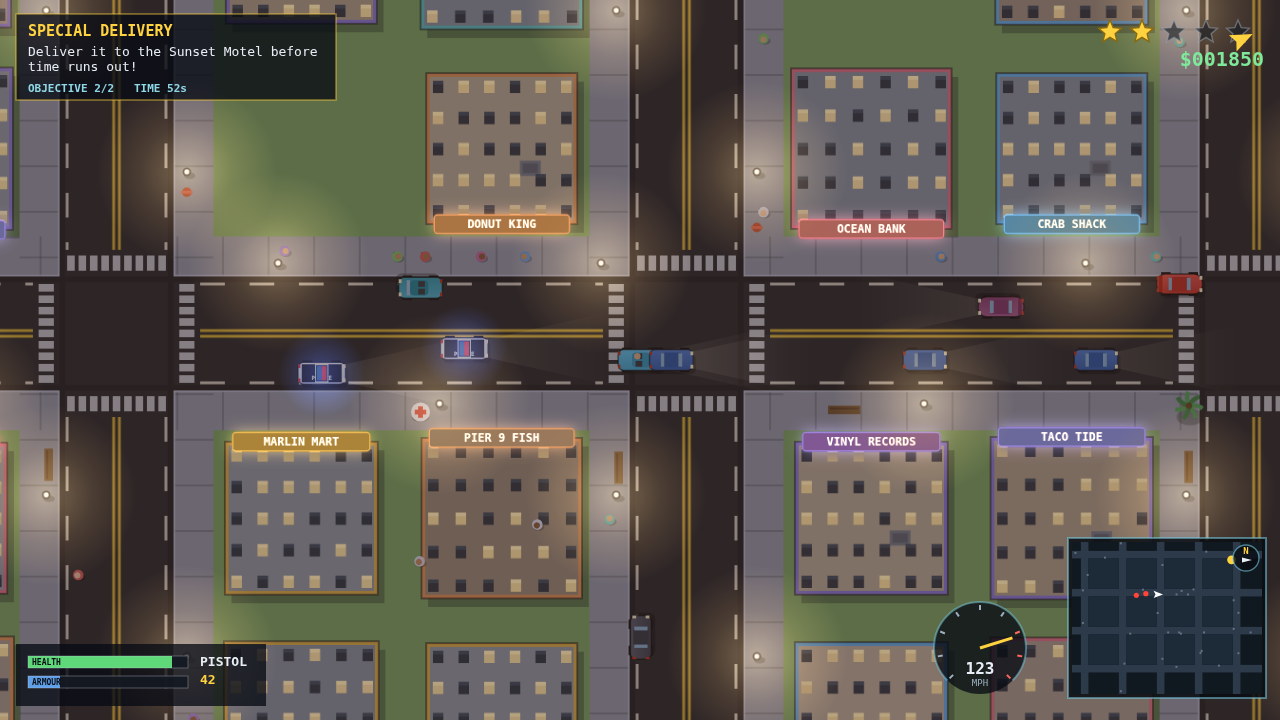 SPECIAL DELIVERY
Deliver it to the Sunset Motel before
time runs out!
OBJECTIVE 2/2 TIME 52s
$001850
DONUT KING
OCEAN BANK
CRAB SHACK
MARLIN MART
PIER 9 FISH
VINYL RECORDS
TACO TIDE
N
123
MPH
HEALTH
ARMOUR
PISTOL
42